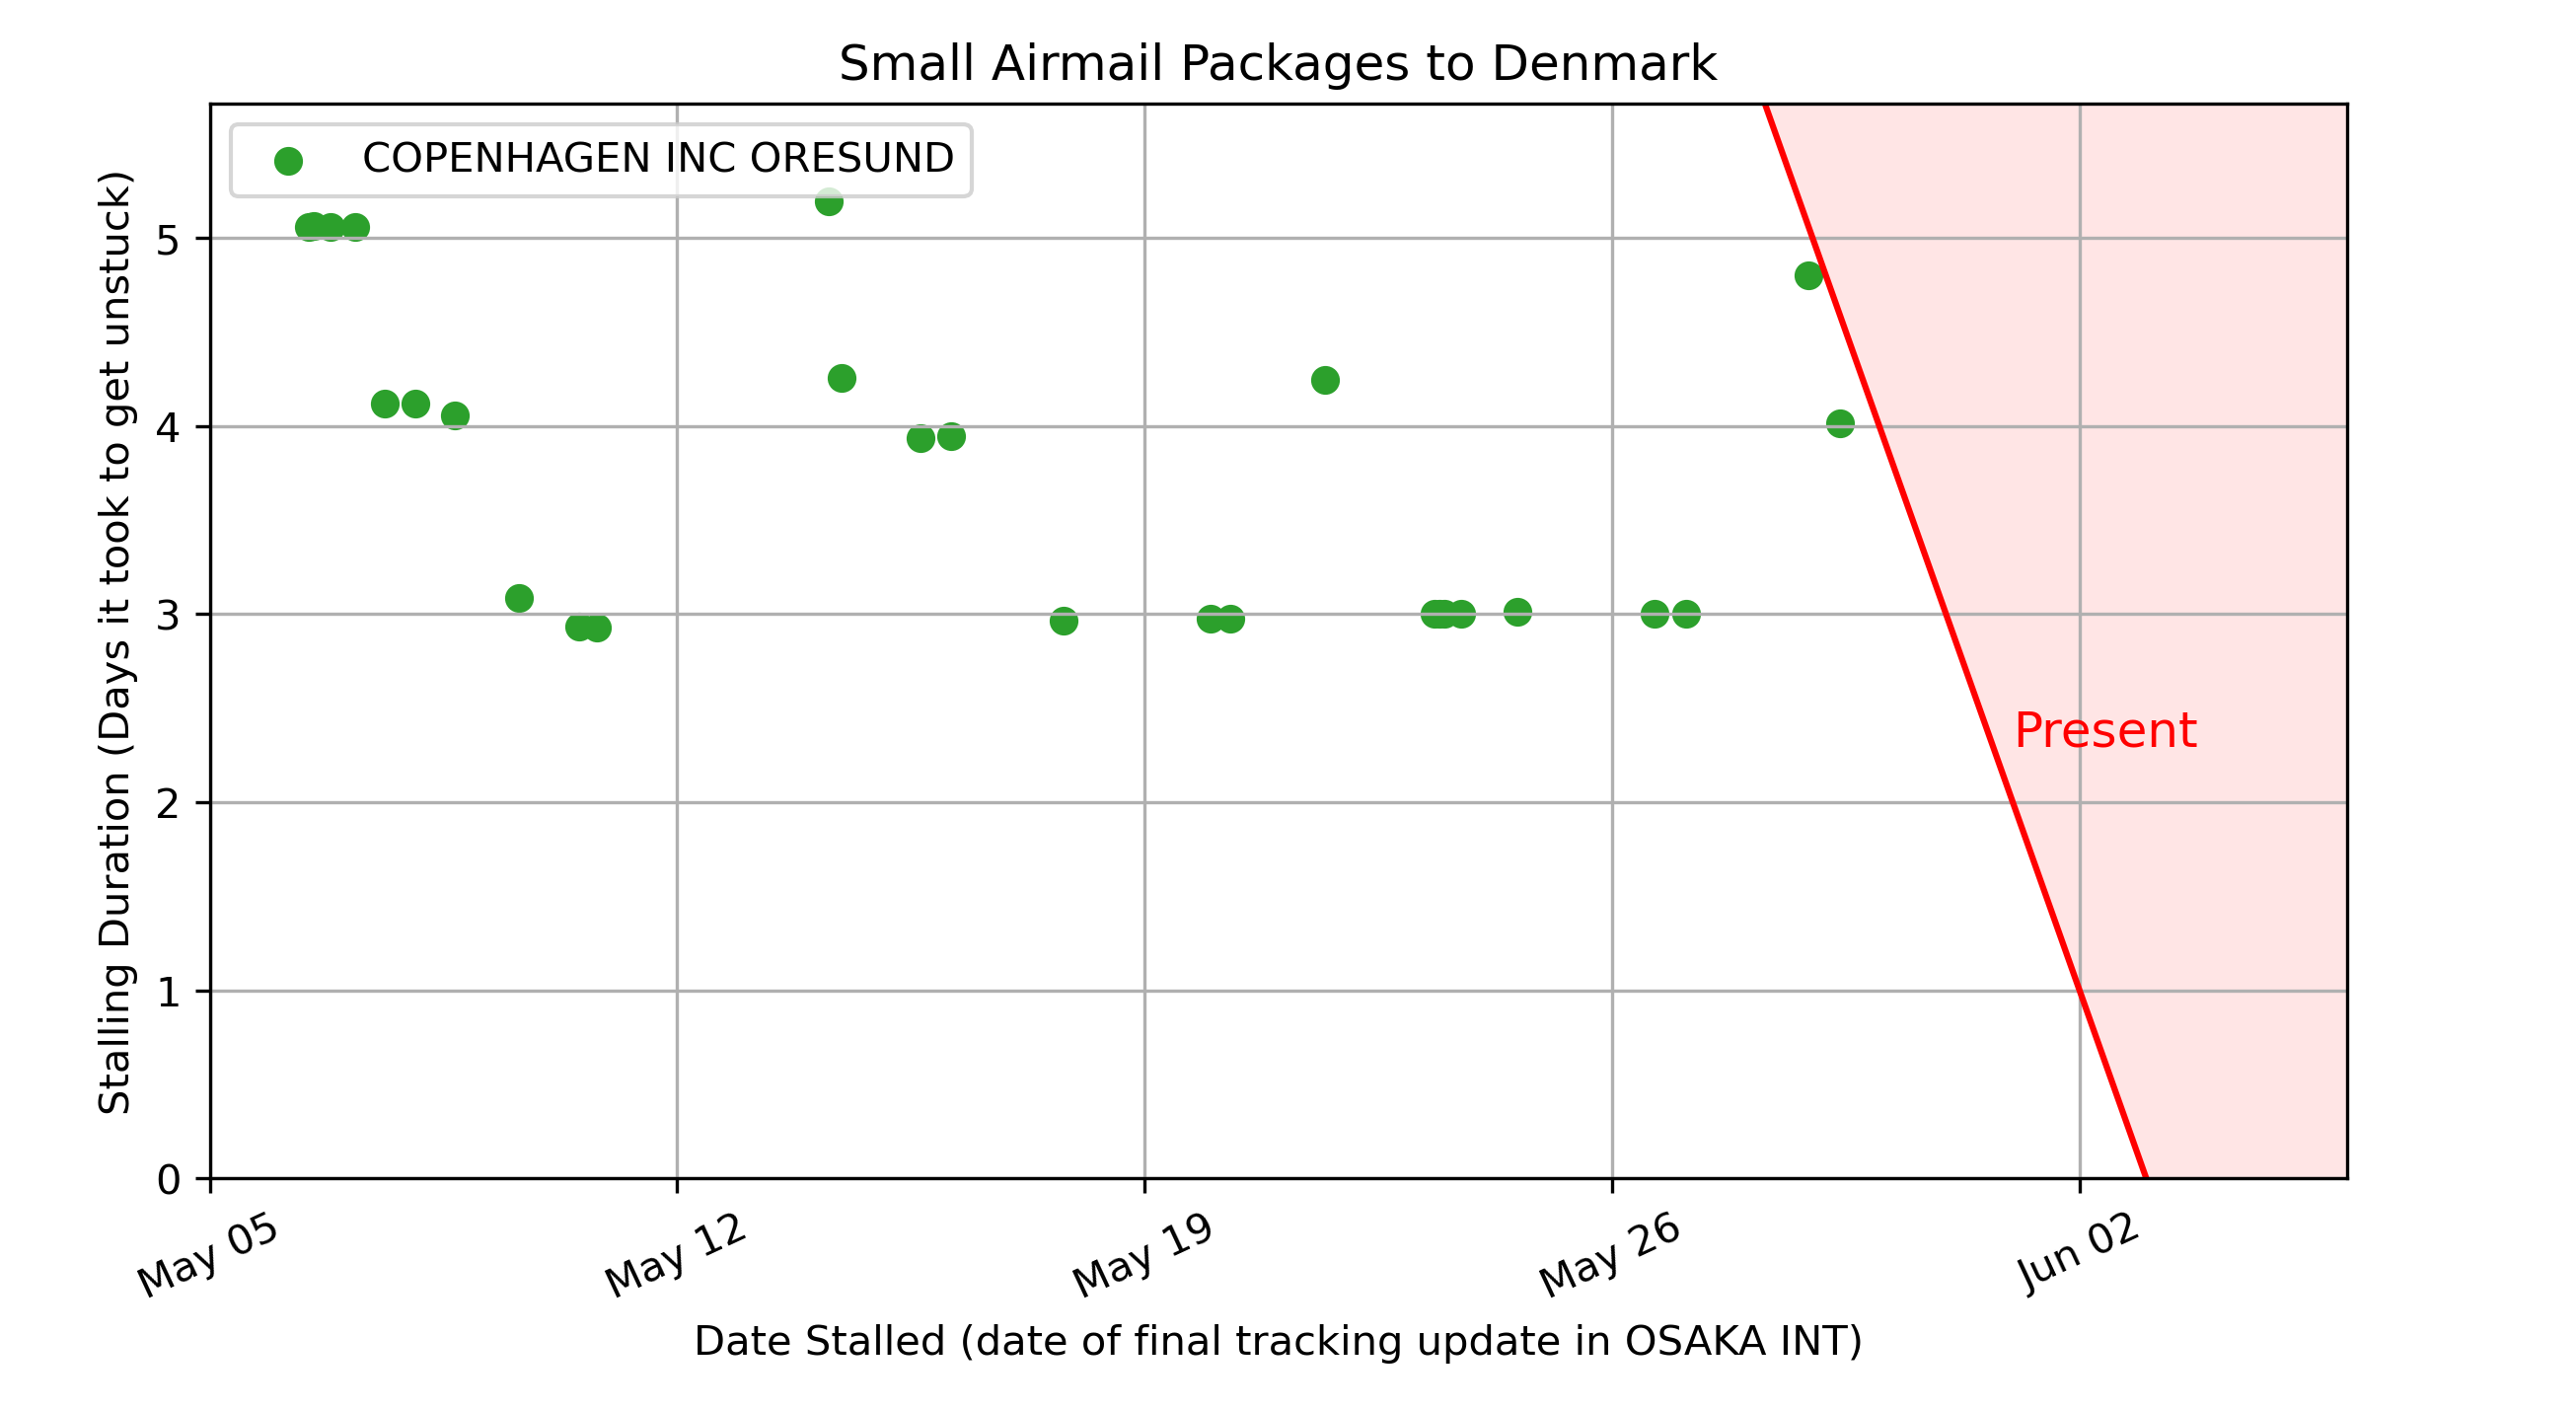 Small Airmail Packages to Denmark
COPENHAGEN INC ORESUND
Stalling Duration (Days it took to get unstuck)
5
4
3
2
1
0
Present
May 05
May 12
May 19
May 26
Jun 02
Date Stalled (date of final tracking update in OSAKA INT)